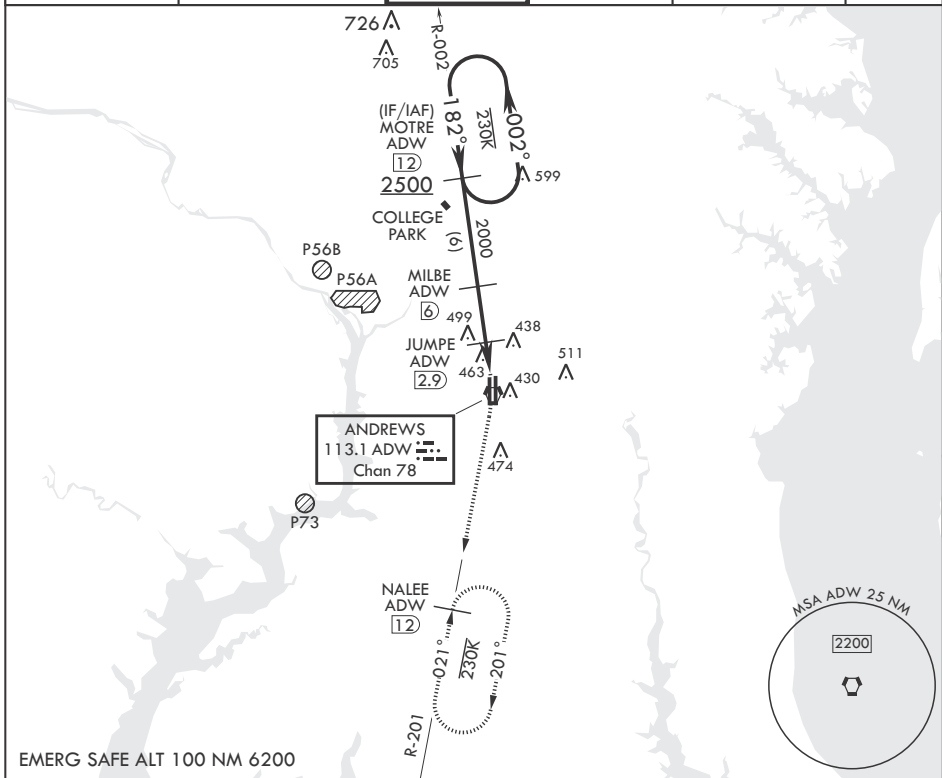 726
705
R-002
(IF/IAF)
MOTRE
ADW
12
2500
182°
230K
002°
599
COLLEGE
PARK
(6)
2000
P56B
P56A
MILBE
ADW
6
499
438
JUMPE
ADW
2.9
463
430
511
ANDREWS
113.1 ADW
Chan 78
474
P73
NALEE
ADW
12
021°
230K
201°
R-201
MSA ADW 25 NM
2200
EMERG SAFE ALT 100 NM 6200